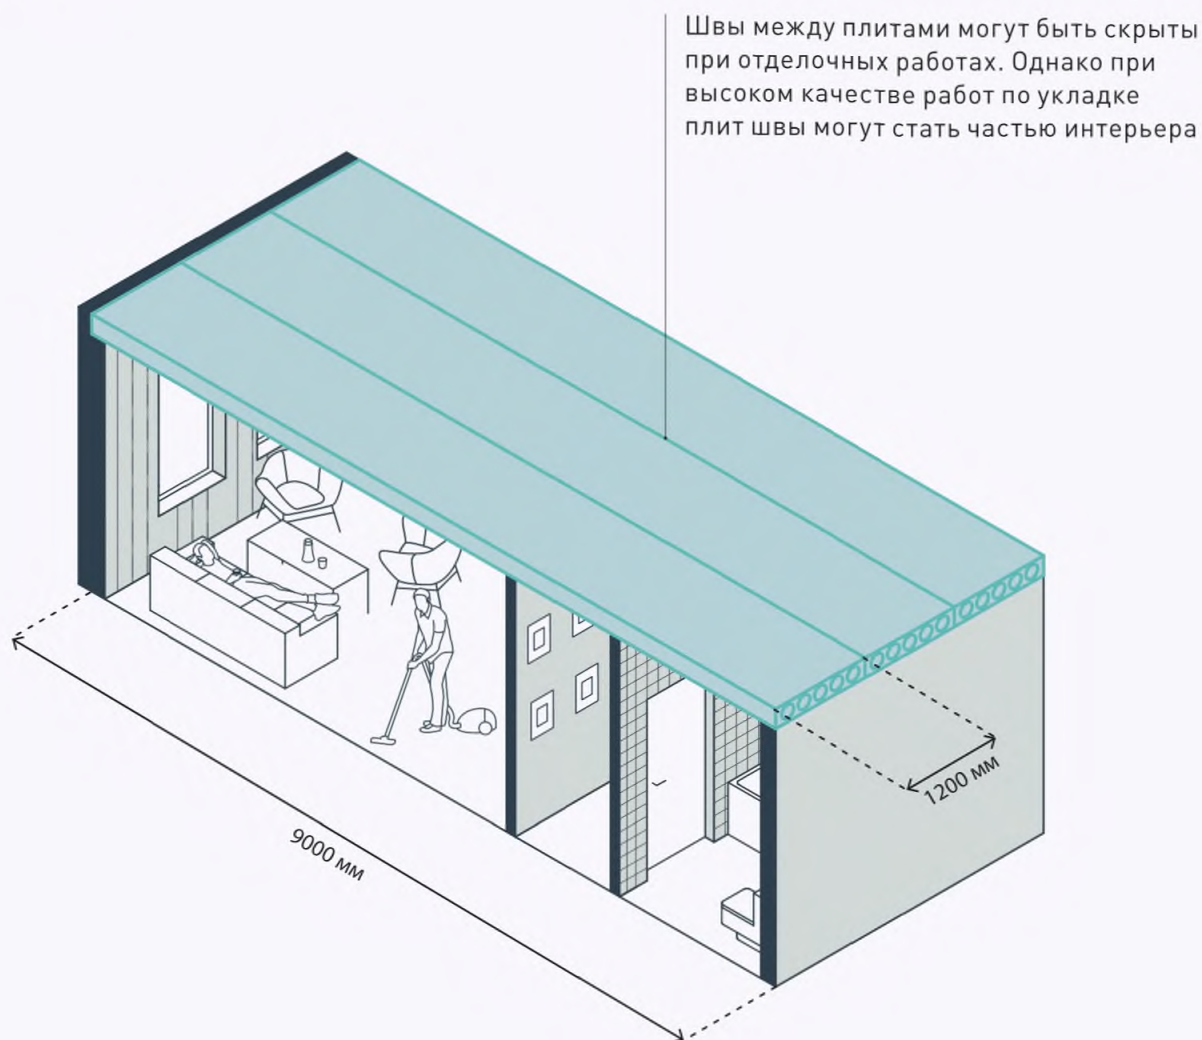 Швы между плитами могут быть скрыты
при отделочных работах. Однако при
высоком качестве работ по укладке
плит швы могут стать частью интерьера
1200 мм
9000 мм